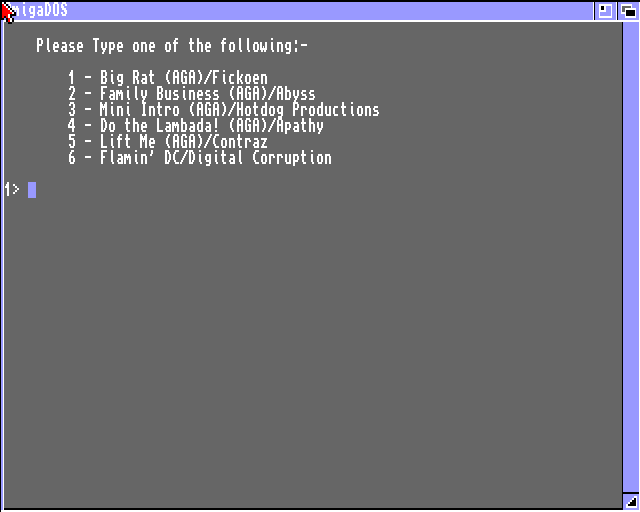 migaDOS
Please Type one of the following:-
1 - Big Rat (AGA)/Fickoen
2 - Family Business (AGA)/Abyss
3 - Mini Intro (AGA)/Hotdog Productions
4 - Do the Lambada! (AGA)/Apathy
5 - Lift Me (AGA)/Contraz
6 - Flamin' DC/Digital Corruption
1>